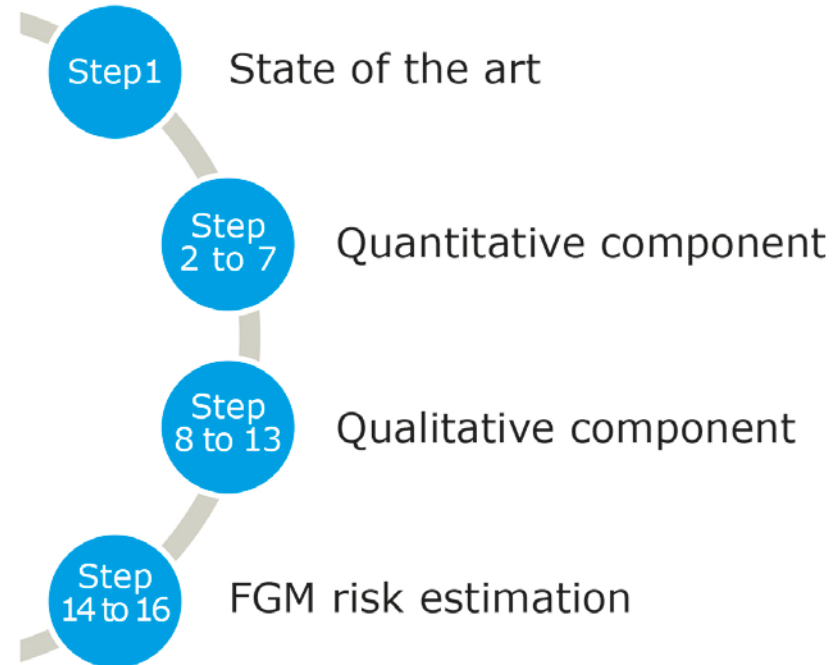 Step1
State of the art
Step
2 to 7
Quantitative component
Step
8 to 13
Qualitative component
Step
14 to 16
FGM risk estimation